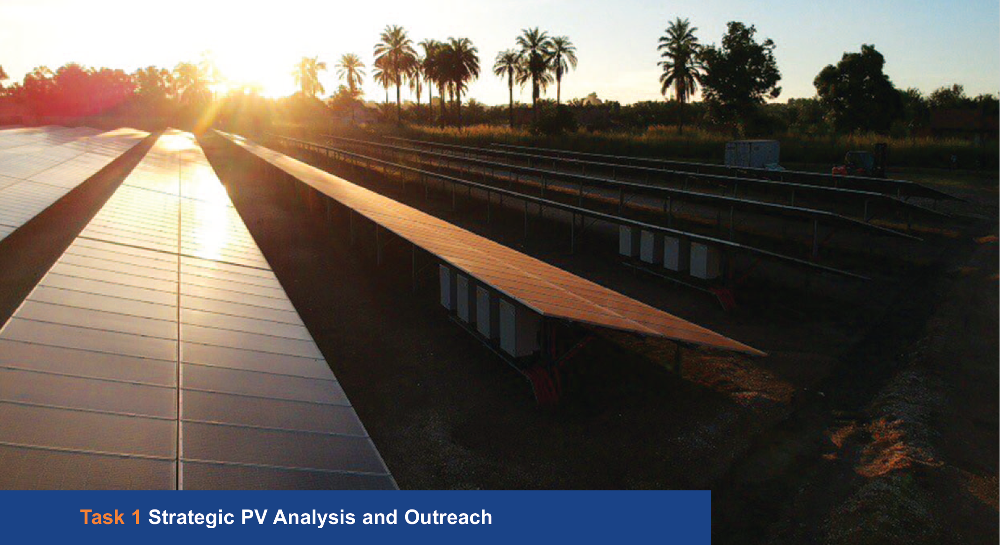 Task 1 Strategic PV Analysis and Outreach